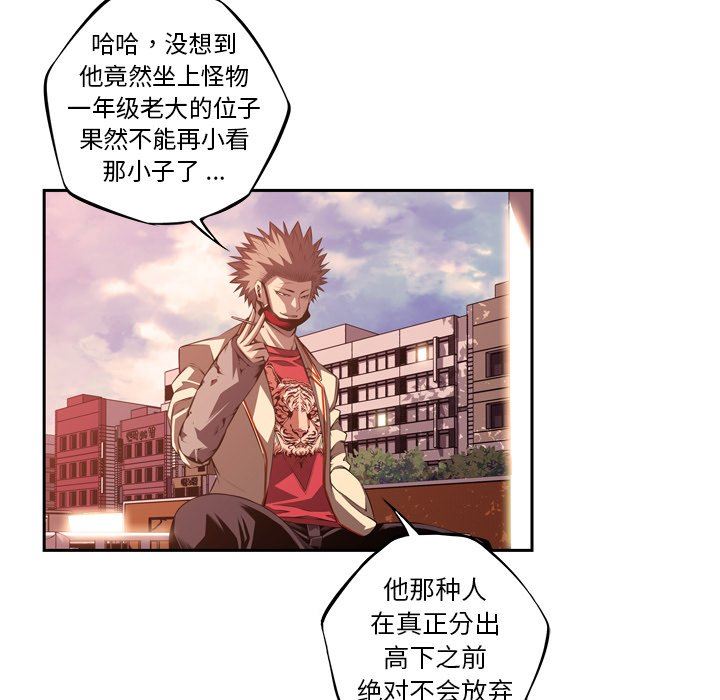 哈哈，没想到
他竟然坐上怪物
一年级老大的位子
果然不能再小看
那小子了 ...
他那种人
在真正分出
高下之前
绝对不会放弃